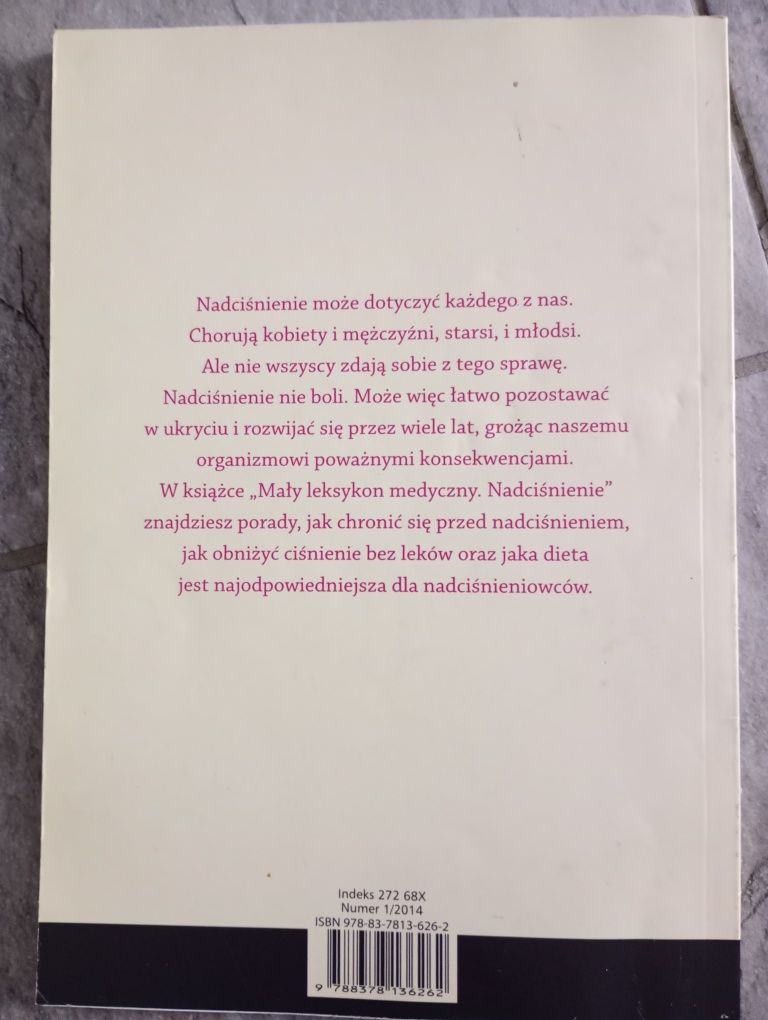 Nadciśnienie może dotyczyć każdego z nas.
Chorują kobiety i mężczyźni, starsi, i młodsi.
Ale nie wszyscy zdają sobie z tego sprawę.
Nadciśnienie nie boli. Może więc łatwo pozostawać
w ukryciu i rozwijać się przez wiele lat, grożąc naszemu
organizmowi poważnymi konsekwencjami.
W książce „Mały leksykon medyczny. Nadciśnienie”
znajdziesz porady, jak chronić się przed nadciśnieniem,
jak obniżyć ciśnienie bez leków oraz jaka dieta
jest najodpowiedniejsza dla nadciśnieniowców.
Indeks 272 68X
Numer 1/2014
ISBN 978-83-7813-626-2
9 788378 136262